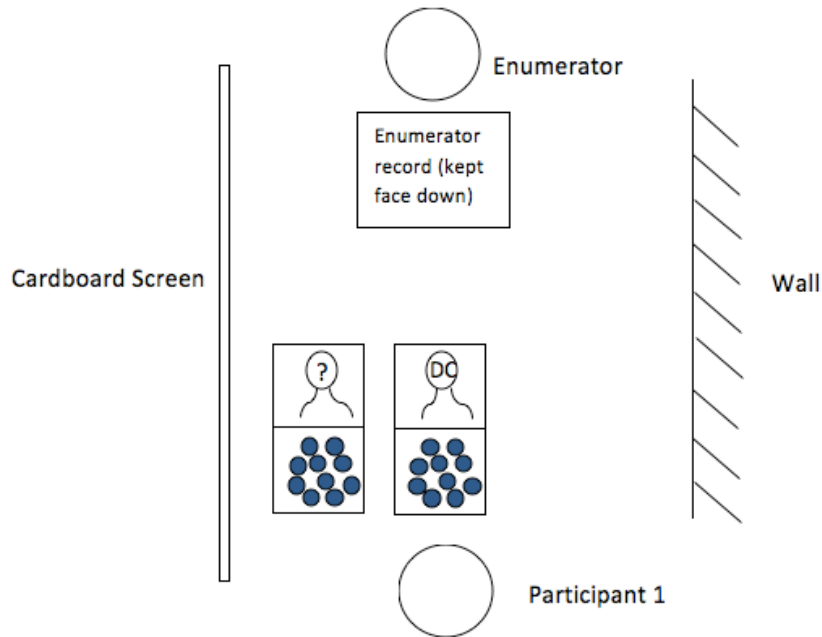 Enumerator
Enumerator
record (kept
face down)
Cardboard Screen
Wall
?
DC
Participant 1